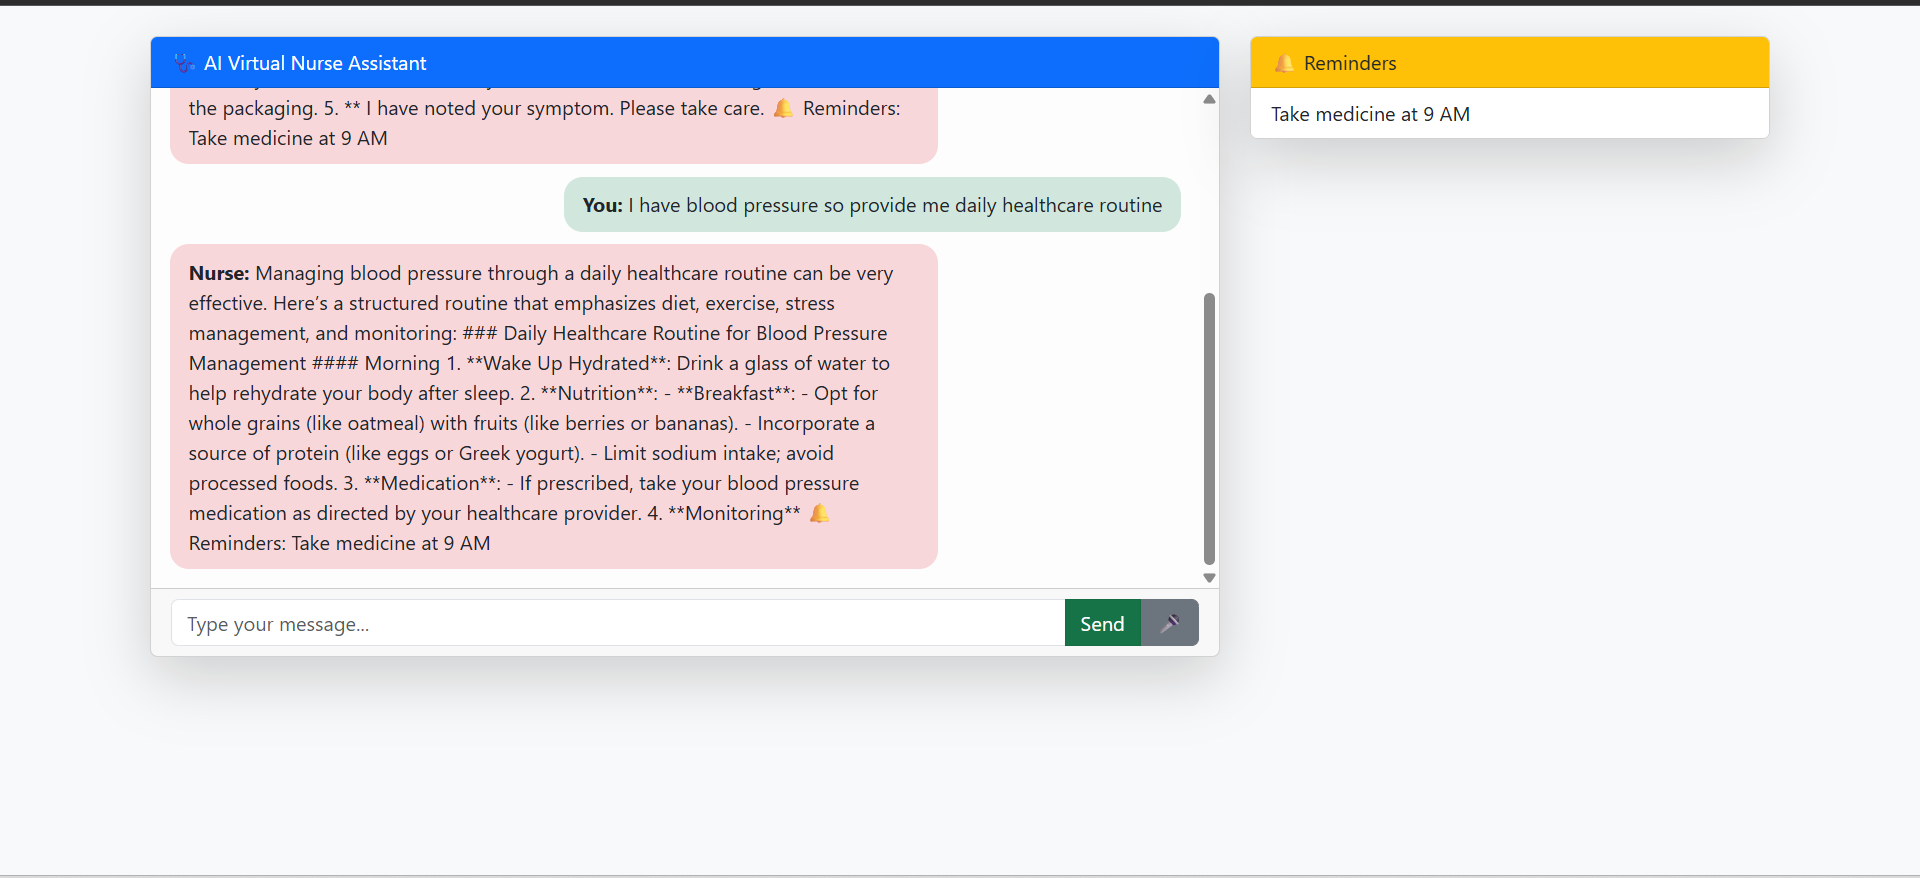 AI Virtual Nurse Assistant
the packaging. 5. ** I have noted your symptom. Please take care. 🔔 Reminders:
Take medicine at 9 AM
You: I have blood pressure so provide me daily healthcare routine
Nurse: Managing blood pressure through a daily healthcare routine can be very
effective. Here’s a structured routine that emphasizes diet, exercise, stress
management, and monitoring: ### Daily Healthcare Routine for Blood Pressure
Management #### Morning 1. **Wake Up Hydrated**: Drink a glass of water to
help rehydrate your body after sleep. 2. **Nutrition**: - **Breakfast**: - Opt for
whole grains (like oatmeal) with fruits (like berries or bananas). - Incorporate a
source of protein (like eggs or Greek yogurt). - Limit sodium intake; avoid
processed foods. 3. **Medication**: - If prescribed, take your blood pressure
medication as directed by your healthcare provider. 4. **Monitoring** 🔔
Reminders: Take medicine at 9 AM
Type your message...
Send
🔔 Reminders
Take medicine at 9 AM